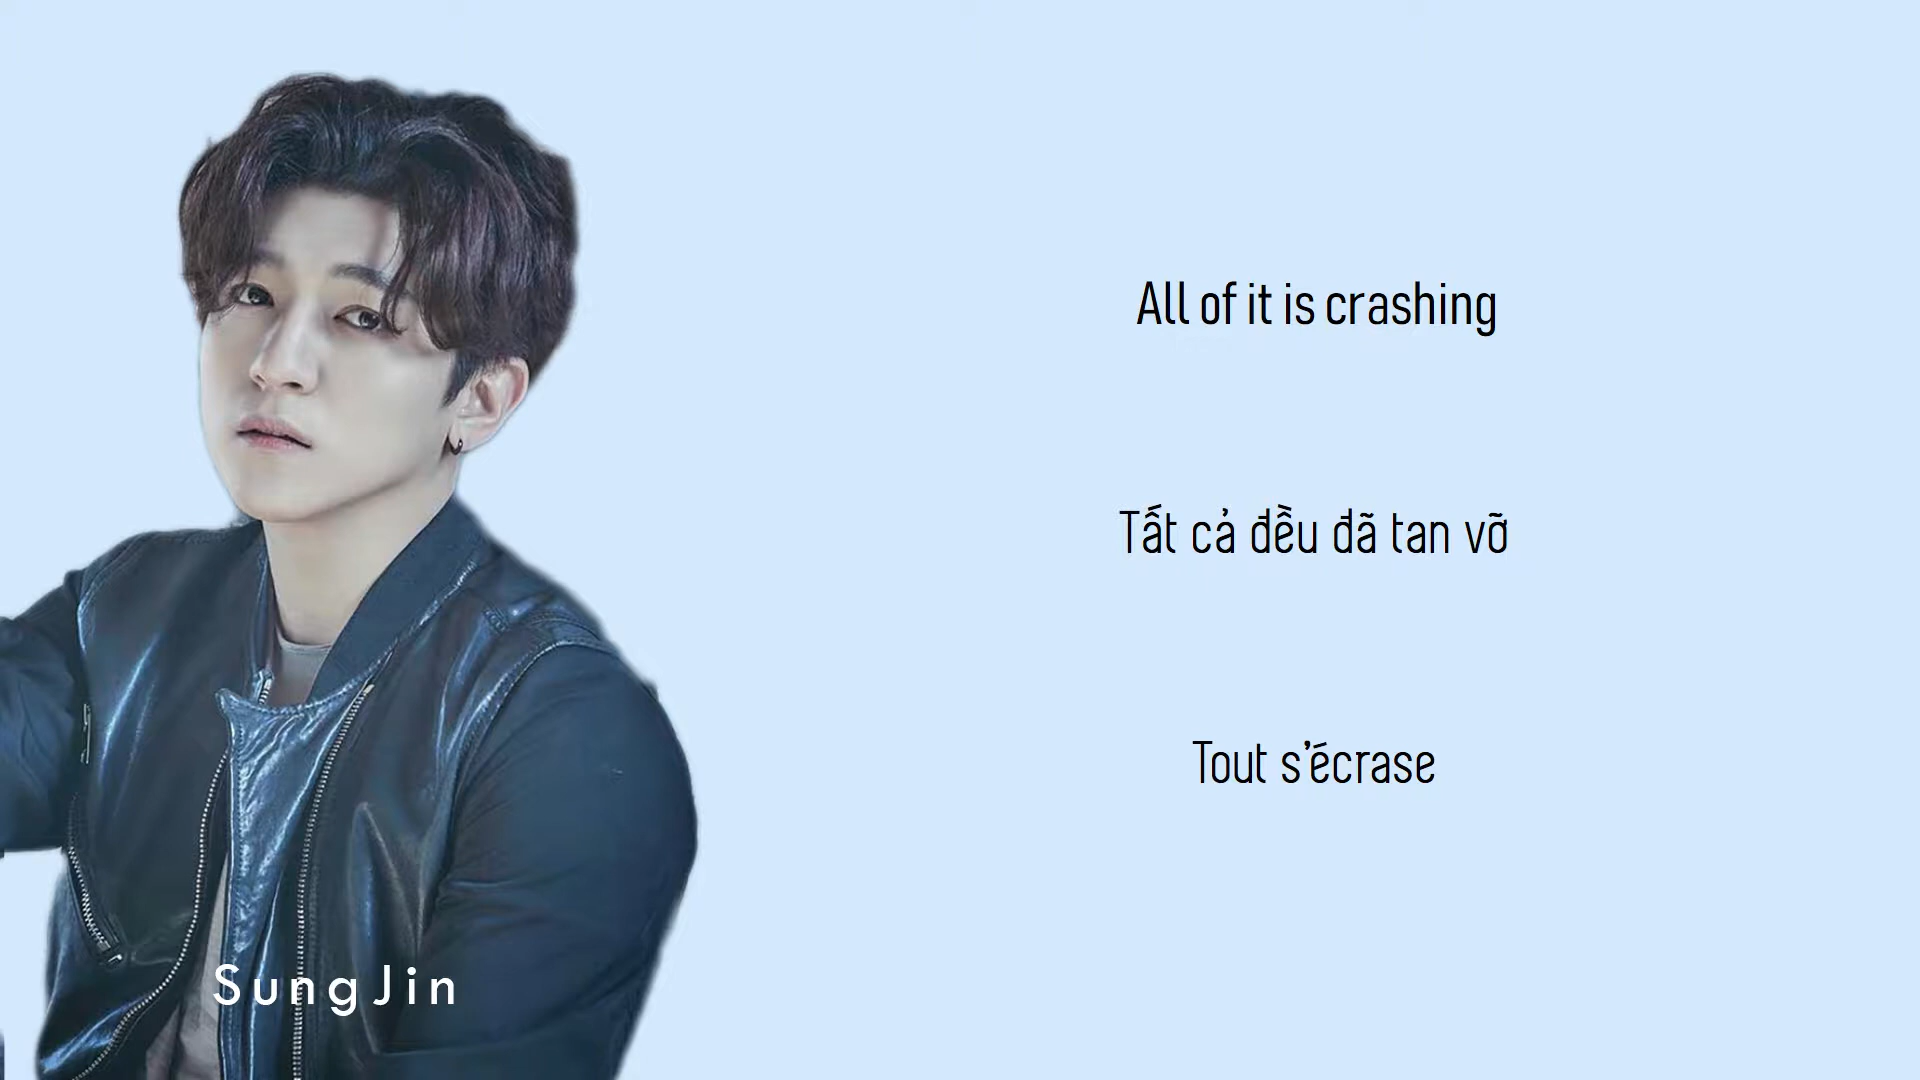 All of it is crashing
Tất cả đều đã tan vỡ
Tout s'écrase
SungJin